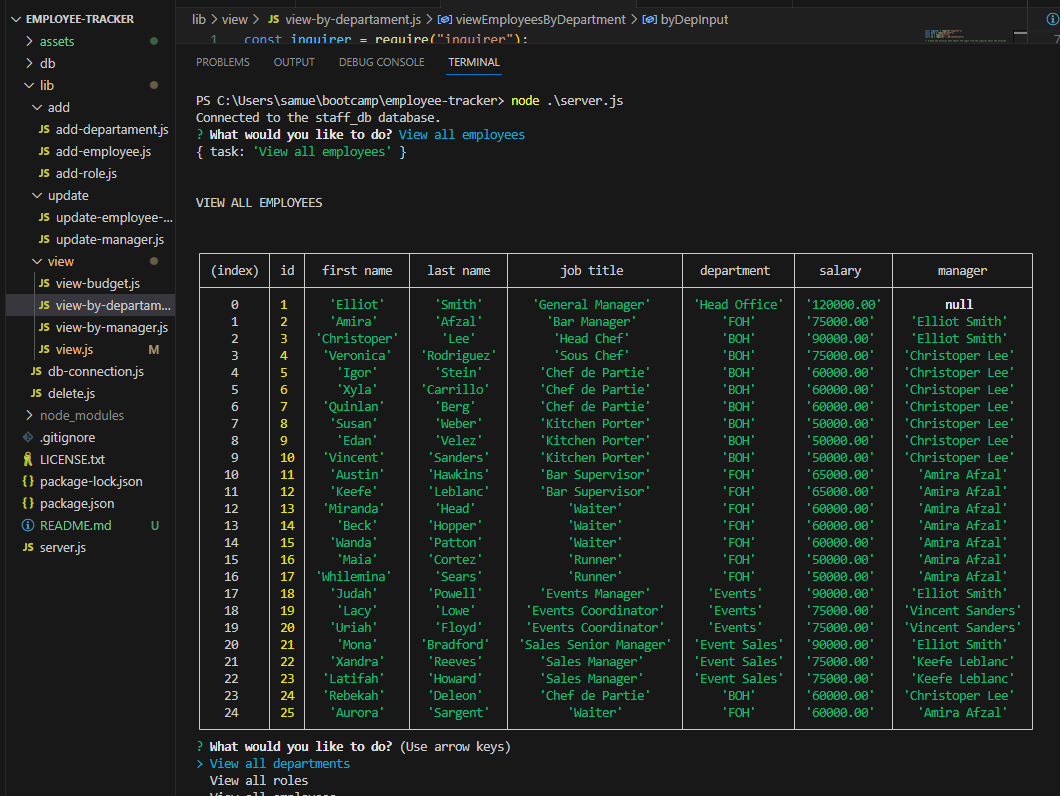 EMPLOYEE-TRACKER
assets
db
lib
add
JS add-departament.js
JS add-employee.js
JS add-role.js
update
JS update-employee-...
JS update-manager.js
view
JS view-budget.js
JS view-by-departam...
JS view-by-manager.js
JS view.js M
JS db-connection.js
JS delete.js
node_modules
.gitignore
LICENSE.txt
{} package-lock.json
{} package.json
README.md U
JS server.js
lib > view > JS view-by-departament.js > viewEmployeesByDepartment > byDepInput
1 const inquirer = require("inquirer");
PROBLEMS OUTPUT DEBUG CONSOLE TERMINAL
PS C:\Users\samue\bootcamp\employee-tracker> node .\server.js
Connected to the staff_db database.
? What would you like to do? View all employees
{ task: 'View all employees' }
VIEW ALL EMPLOYEES
(index) id first name last name job title department salary manager
0 1 'Elliot' 'Smith' 'General Manager' 'Head Office' '120000.00' null
1 2 'Amira' 'Afzal' 'Bar Manager' 'FOH' '75000.00' 'Elliot Smith'
2 3 'Christoper' 'Lee' 'Head Chef' 'BOH' '90000.00' 'Elliot Smith'
3 4 'Veronica' 'Rodriguez' 'Sous Chef' 'BOH' '75000.00' 'Christoper Lee'
4 5 'Igor' 'Stein' 'Chef de Partie' 'BOH' '60000.00' 'Christoper Lee'
5 6 'Xyla' 'Carrillo' 'Chef de Partie' 'BOH' '60000.00' 'Christoper Lee'
6 7 'Quinlan' 'Berg' 'Chef de Partie' 'BOH' '60000.00' 'Christoper Lee'
7 8 'Susan' 'Weber' 'Kitchen Porter' 'BOH' '50000.00' 'Christoper Lee'
8 9 'Edan' 'Velez' 'Kitchen Porter' 'BOH' '50000.00' 'Christoper Lee'
9 10 'Vincent' 'Sanders' 'Kitchen Porter' 'BOH' '50000.00' 'Christoper Lee'
10 11 'Austin' 'Hawkins' 'Bar Supervisor' 'FOH' '65000.00' 'Amira Afzal'
11 12 'Keefe' 'Leblanc' 'Bar Supervisor' 'FOH' '65000.00' 'Amira Afzal'
12 13 'Miranda' 'Head' 'Waiter' 'FOH' '60000.00' 'Amira Afzal'
13 14 'Beck' 'Hopper' 'Waiter' 'FOH' '60000.00' 'Amira Afzal'
14 15 'Wanda' 'Patton' 'Waiter' 'FOH' '60000.00' 'Amira Afzal'
15 16 'Maia' 'Cortez' 'Runner' 'FOH' '50000.00' 'Amira Afzal'
16 17 'Whilemina' 'Sears' 'Runner' 'FOH' '50000.00' 'Amira Afzal'
17 18 'Judah' 'Powell' 'Events Manager' 'Events' '90000.00' 'Elliot Smith'
18 19 'Lacy' 'Lowe' 'Events Coordinator' 'Events' '75000.00' 'Vincent Sanders'
19 20 'Uriah' 'Floyd' 'Events Coordinator' 'Events' '75000.00' 'Vincent Sanders'
20 21 'Mona' 'Bradford' 'Sales Senior Manager' 'Event Sales' '90000.00' 'Elliot Smith'
21 22 'Xandra' 'Reeves' 'Sales Manager' 'Event Sales' '75000.00' 'Keefe Leblanc'
22 23 'Latifah' 'Howard' 'Sales Manager' 'Event Sales' '75000.00' 'Keefe Leblanc'
23 24 'Rebekah' 'Deleon' 'Chef de Partie' 'BOH' '60000.00' 'Christoper Lee'
24 25 'Aurora' 'Sargent' 'Waiter' 'FOH' '60000.00' 'Amira Afzal'
? What would you like to do? (Use arrow keys)
> View all departments
View all roles